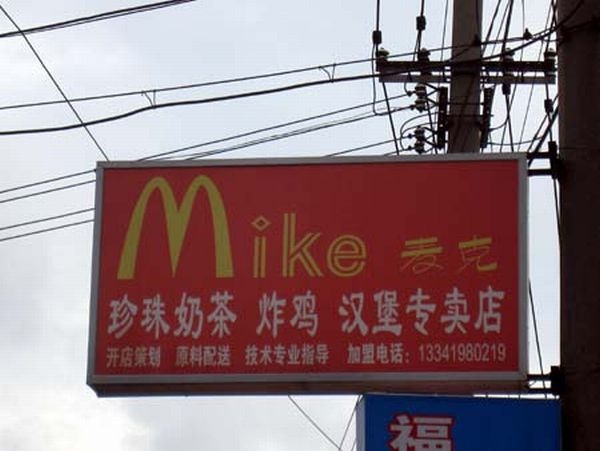 Mike 麦克
珍珠奶茶 炸鸡 汉堡专卖店
开店策划 原料配送 技术专业指导 加盟电话：13341980219
福